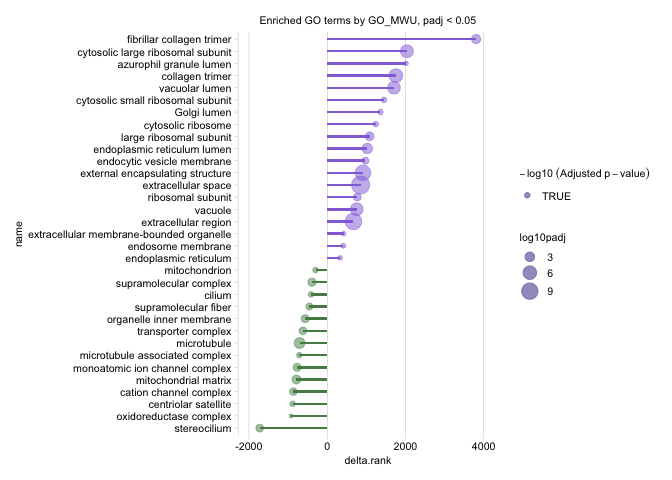 Enriched GO terms by GO_MWU, padj < 0.05
fibrillar collagen trimer
cytosolic large ribosomal subunit
azurophil granule lumen
collagen trimer
vacuolar lumen
cytosolic small ribosomal subunit
Golgi lumen
cytosolic ribosome
large ribosomal subunit
endoplasmic reticulum lumen
endocytic vesicle membrane
external encapsulating structure
extracellular space
ribosomal subunit
vacuole
extracellular region
extracellular membrane-bounded organelle
endosome membrane
endoplasmic reticulum
mitochondrion
supramolecular complex
cilium
supramolecular fiber
organelle inner membrane
transporter complex
microtubule
microtubule associated complex
monoatomic ion channel complex
mitochondrial matrix
cation channel complex
centriolar satellite
oxidoreductase complex
stereocilium
name
-2000 0 2000 4000
delta.rank
−log10 (Adjusted p−value)
TRUE
log10padj
3
6
9